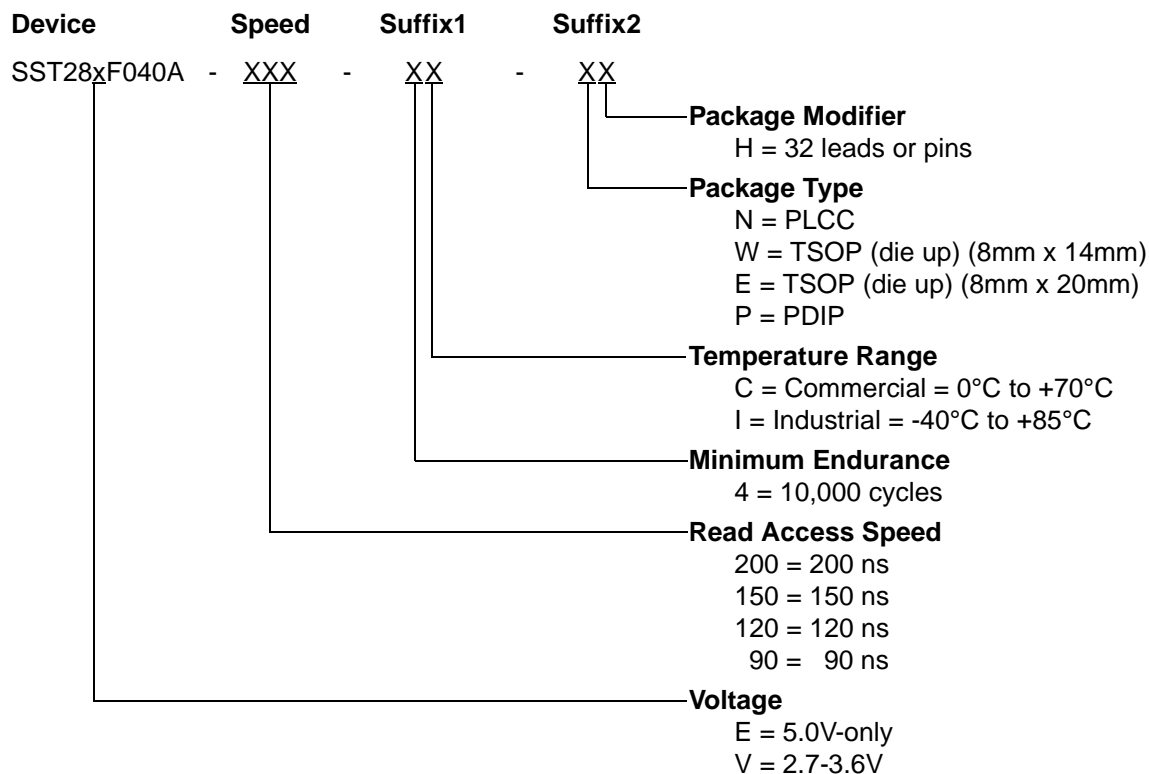 Device Speed Suffix1 Suffix2
SST28xF040A - XXX - XX - XX
Package Modifier
H = 32 leads or pins
Package Type
N = PLCC
W = TSOP (die up) (8mm x 14mm)
E = TSOP (die up) (8mm x 20mm)
P = PDIP
Temperature Range
C = Commercial = 0°C to +70°C
I = Industrial = -40°C to +85°C
Minimum Endurance
4 = 10,000 cycles
Read Access Speed
200 = 200 ns
150 = 150 ns
120 = 120 ns
90 = 90 ns
Voltage
E = 5.0V-only
V = 2.7-3.6V